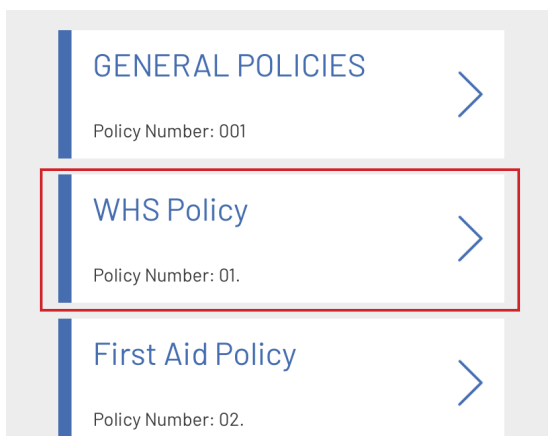 GENERAL POLICIES
Policy Number: 001
WHS Policy
Policy Number: 01.
First Aid Policy
Policy Number: 02.